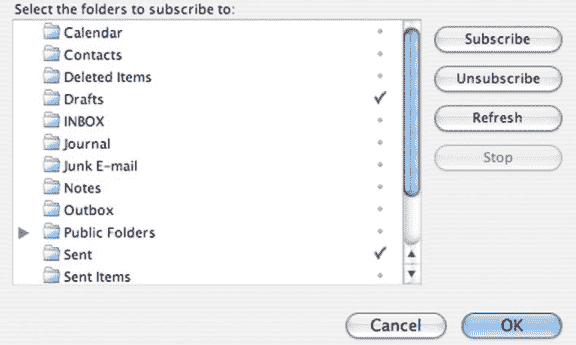 Select the folders to subscribe to:
Calendar
Contacts
Deleted Items
Drafts
INBOX
Journal
Junk E-mail
Notes
Outbox
Public Folders
Sent
Sent Items
Subscribe
Unsubscribe
Refresh
Stop
Cancel
OK